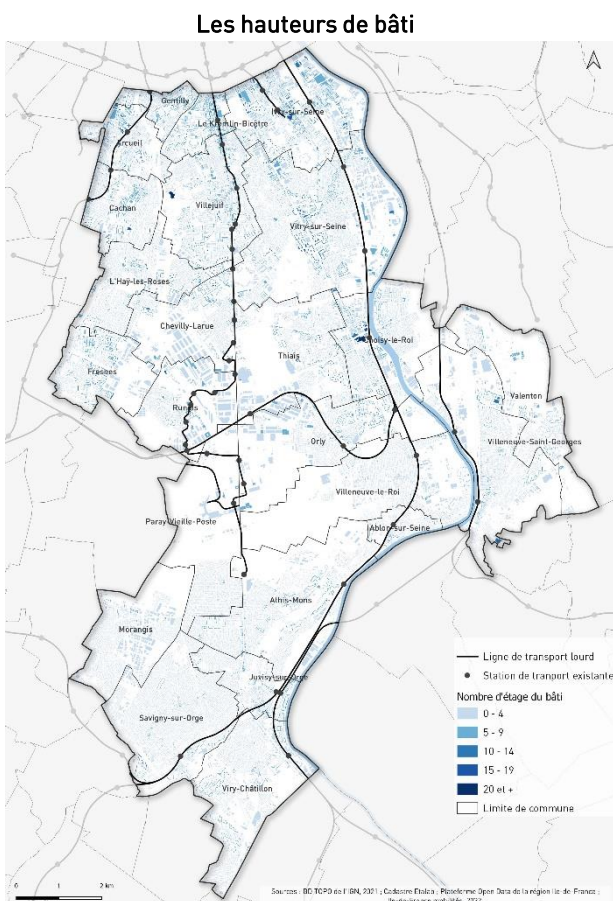 Les hauteurs de bâti
Gentilly
Le Kremlin-Bicêtre
Ivry-sur-Seine
Arcueil
Cachan
Villejuif
Vitry-sur-Seine
L'Haÿ-les-Roses
Chevilly-Larue
Choisy-le-Roi
Thiais
Fresnes
Rungis
Valenton
Orly
Villeneuve-Saint-Georges
Villeneuve-le-Roi
Paray-Vieille-Poste
Ablon-sur-Seine
Athis-Mons
Morangis
Juvisy-sur-Orge
Savigny-sur-Orge
Viry-Châtillon
Ligne de transport lourd
Station de tranport existante
Nombre d'étage du bâti
0 - 4
5 - 9
10 - 14
15 - 19
20 et +
Limite de commune
0 1 2 km
Sources : BD TOPO de l'IGN, 2021 ; Cadastre Etalab ; Plateforme Open Data de la région Ile-de-France ;